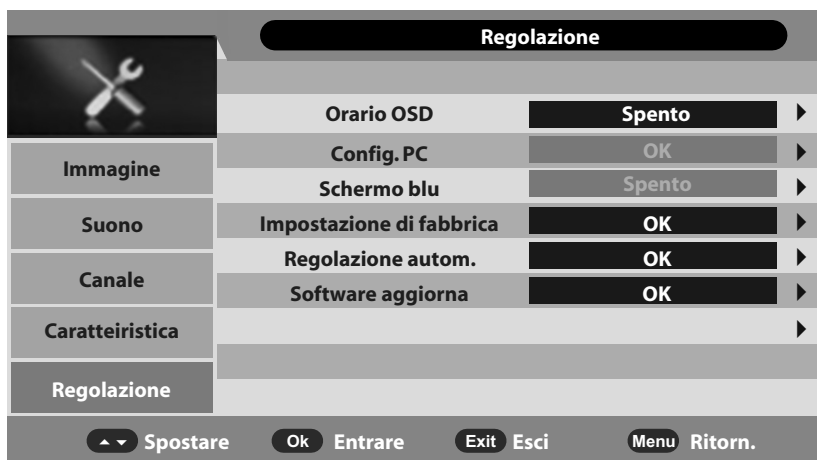 Regolazione
Orario OSD Spento
Config. PC OK
Immagine
Schermo blu Spento
Suono
Impostazione di fabbrica OK
Regolazione autom. OK
Canale
Software aggiorna OK
Caratteiristica
Regolazione
Spostare Ok Entrare Exit Esci Menu Ritorn.